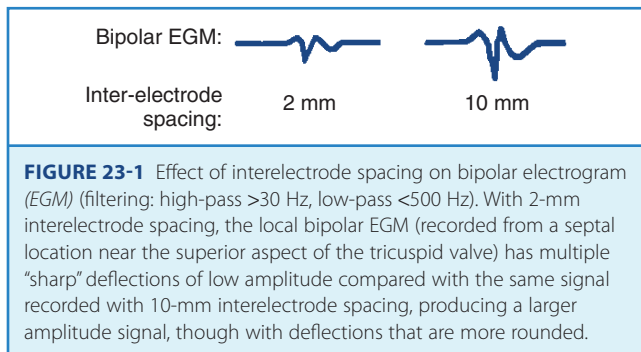 Bipolar EGM:
Inter-electrode
spacing:
2 mm
10 mm
FIGURE 23-1 Effect of interelectrode spacing on bipolar electrogram
(EGM) (filtering: high-pass >30 Hz, low-pass <500 Hz). With 2-mm
interelectrode spacing, the local bipolar EGM (recorded from a septal
location near the superior aspect of the tricuspid valve) has multiple
“sharp” deflections of low amplitude compared with the same signal
recorded with 10-mm interelectrode spacing, producing a larger
amplitude signal, though with deflections that are more rounded.